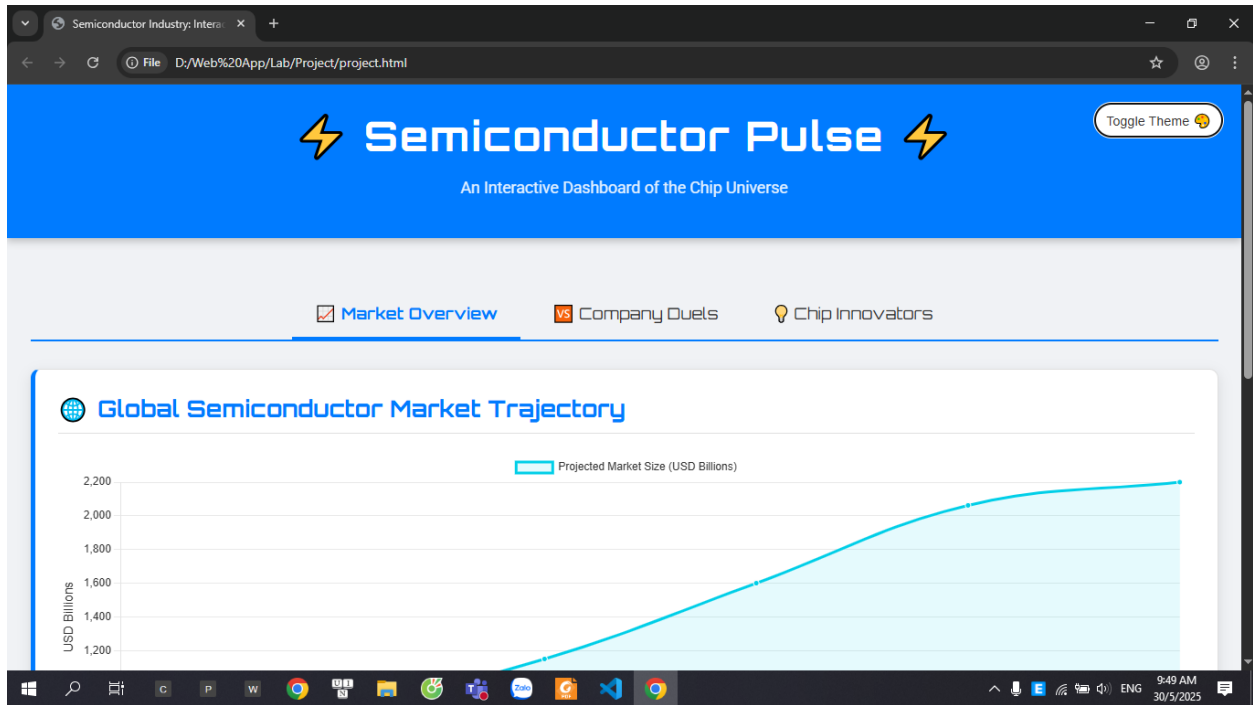 Semiconductor Industry: Interac
File
D:/Web%20App/Lab/Project/project.html
Semiconductor Pulse
Toggle Theme
An Interactive Dashboard of the Chip Universe
Market Overview
VS Company Duels
Chip Innovators
Global Semiconductor Market Trajectory
Projected Market Size (USD Billions)
2,200
2,000
1,800
1,600
1,400
1,200
USD Billions
C
P
W
UI
N
Zalo
G
PDF
E
ENG
9:49 AM
30/5/2025